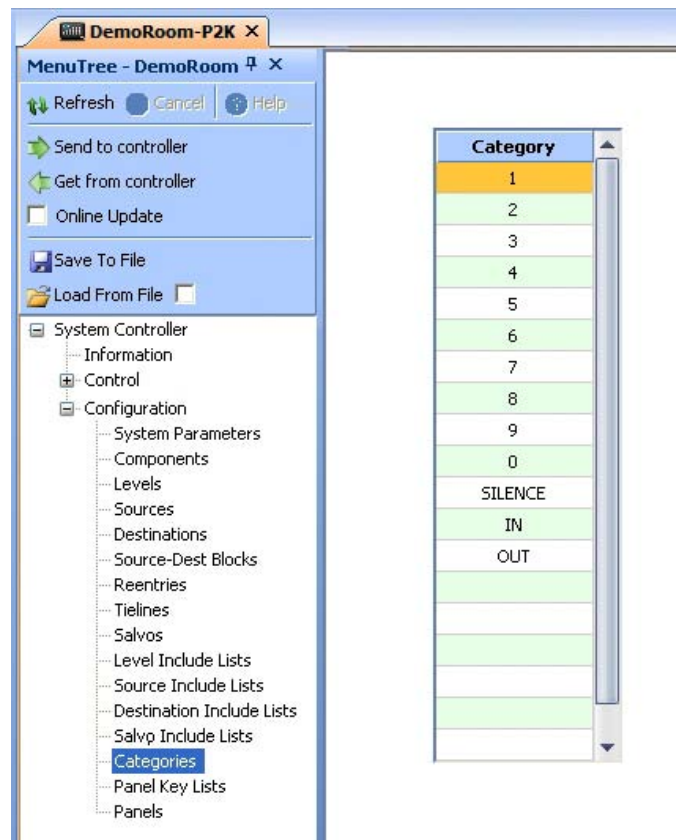 DemoRoom-P2K
MenuTree - DemoRoom
Refresh Cancel Help
Send to controller
Get from controller
Online Update
Save To File
Load From File
System Controller
Information
Control
Configuration
System Parameters
Components
Levels
Sources
Destinations
Source-Dest Blocks
Reentries
Tielines
Salvos
Level Include Lists
Source Include Lists
Destination Include Lists
Salvo Include Lists
Categories
Panel Key Lists
Panels
Category
1
2
3
4
5
6
7
8
9
0
SILENCE
IN
OUT